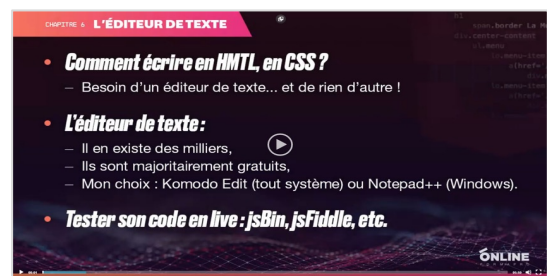 CHAPITRE 6 L'ÉDITEUR DE TEXTE
• Comment écrire en HMTL, en CSS ?
– Besoin d'un éditeur de texte... et de rien d'autre !
• L'éditeur de texte :
– Il en existe des milliers,
– Ils sont majoritairement gratuits,
– Mon choix : Komodo Edit (tout système) ou Notepad++ (Windows).
• Tester son code en live : jsBin, jsFiddle, etc.
ONLINE